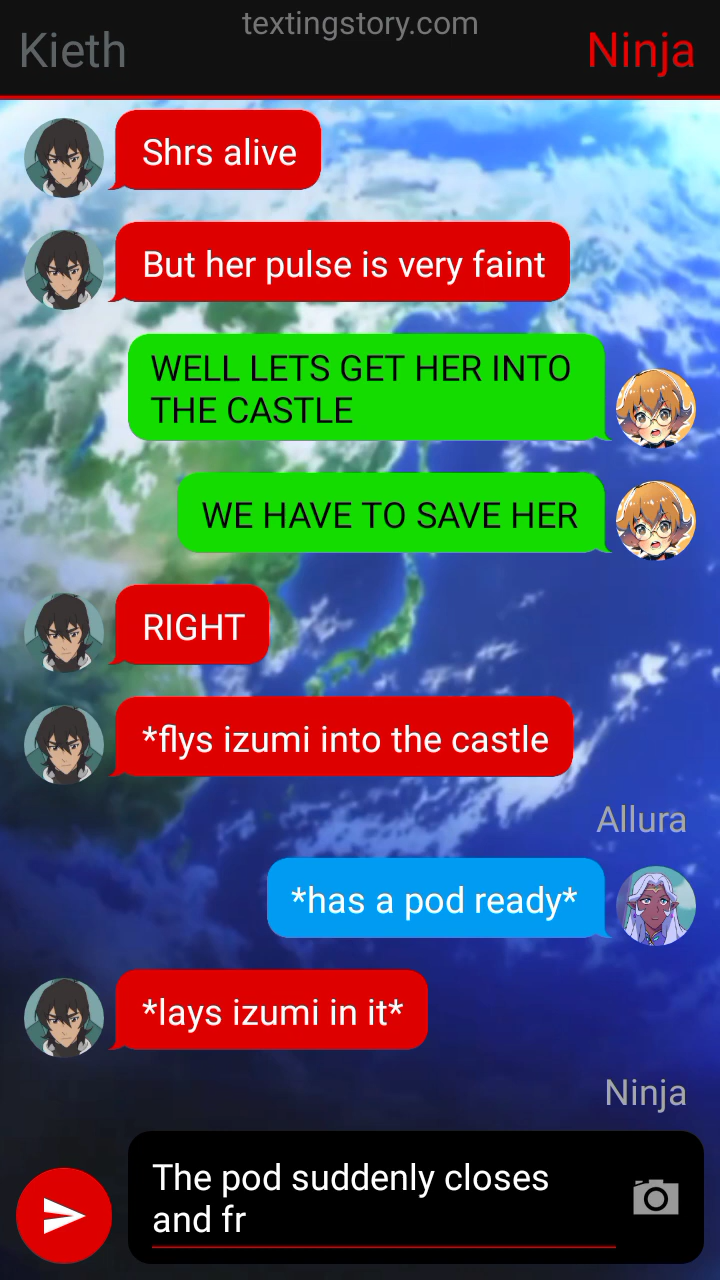 textingstory.com
Kieth
Ninja
Shrs alive
But her pulse is very faint
WELL LETS GET HER INTO
THE CASTLE
WE HAVE TO SAVE HER
RIGHT
*flys izumi into the castle
Allura
*has a pod ready*
*lays izumi in it*
Ninja
The pod suddenly closes
and fr